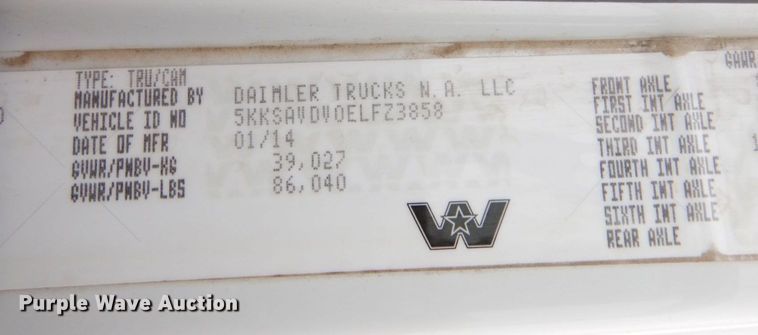 GAWR
TYPE: TRU/CAM
MANUFACTURED BY DAIMLER TRUCKS N.A. LLC
VEHICLE ID NO 5KKSAVDV0ELFZ3858
DATE OF MFR 01/14
GVWR/PNBV-KG 39,027
GVWR/PNBV-LBS 86,040
FRONT AXLE
FIRST INT AXLE
SECOND INT AXLE
THIRD INT AXLE 1
FOURTH INT AXLE
FIFTH INT AXLE
SIXTH INT AXLE
REAR AXLE
W
Purple Wave Auction